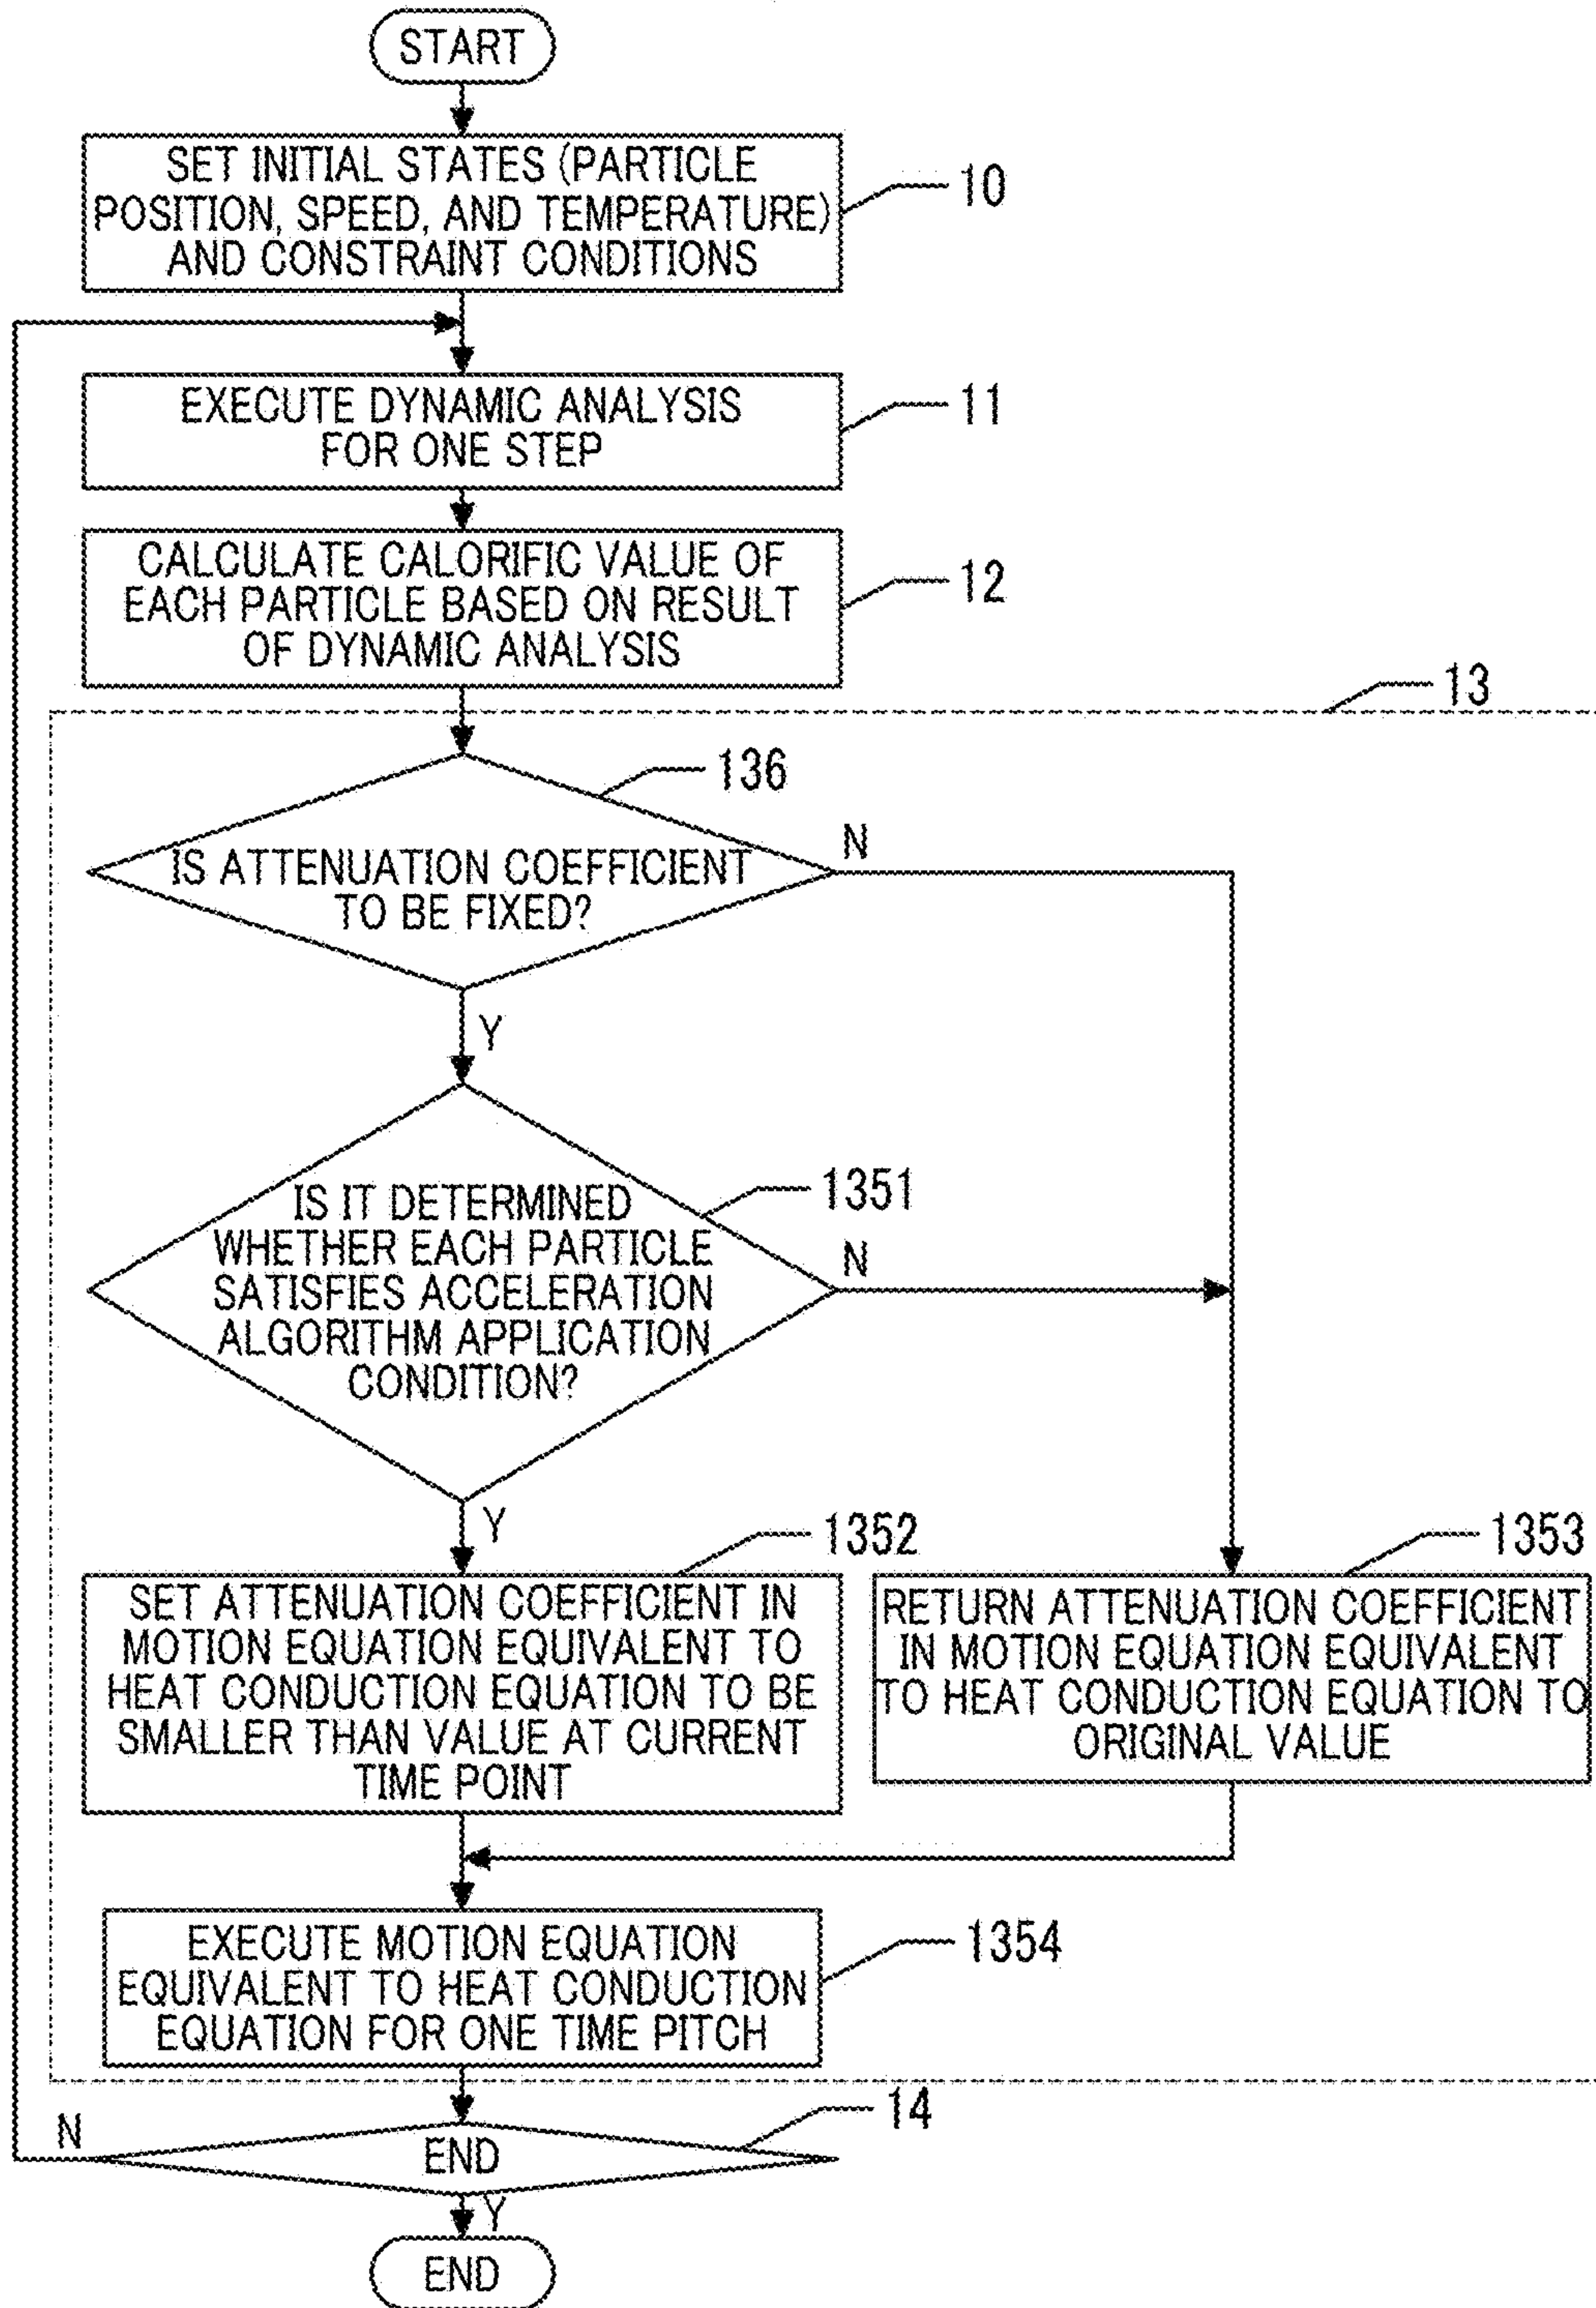 START
SET INITIAL STATES (PARTICLE
POSITION, SPEED, AND TEMPERATURE)
AND CONSTRAINT CONDITIONS
10
EXECUTE DYNAMIC ANALYSIS
FOR ONE STEP
11
CALCULATE CALORIFIC VALUE OF
EACH PARTICLE BASED ON RESULT
OF DYNAMIC ANALYSIS
12
13
136
IS ATTENUATION COEFFICIENT
TO BE FIXED?
N
Y
1351
IS IT DETERMINED
WHETHER EACH PARTICLE
SATISFIES ACCELERATION
ALGORITHM APPLICATION
CONDITION?
N
Y
1352
SET ATTENUATION COEFFICIENT IN
MOTION EQUATION EQUIVALENT TO
HEAT CONDUCTION EQUATION TO BE
SMALLER THAN VALUE AT CURRENT
TIME POINT
1353
RETURN ATTENUATION COEFFICIENT
IN MOTION EQUATION EQUIVALENT
TO HEAT CONDUCTION EQUATION TO
ORIGINAL VALUE
EXECUTE MOTION EQUATION
EQUIVALENT TO HEAT CONDUCTION
EQUATION FOR ONE TIME PITCH
1354
14
N
END
Y
END